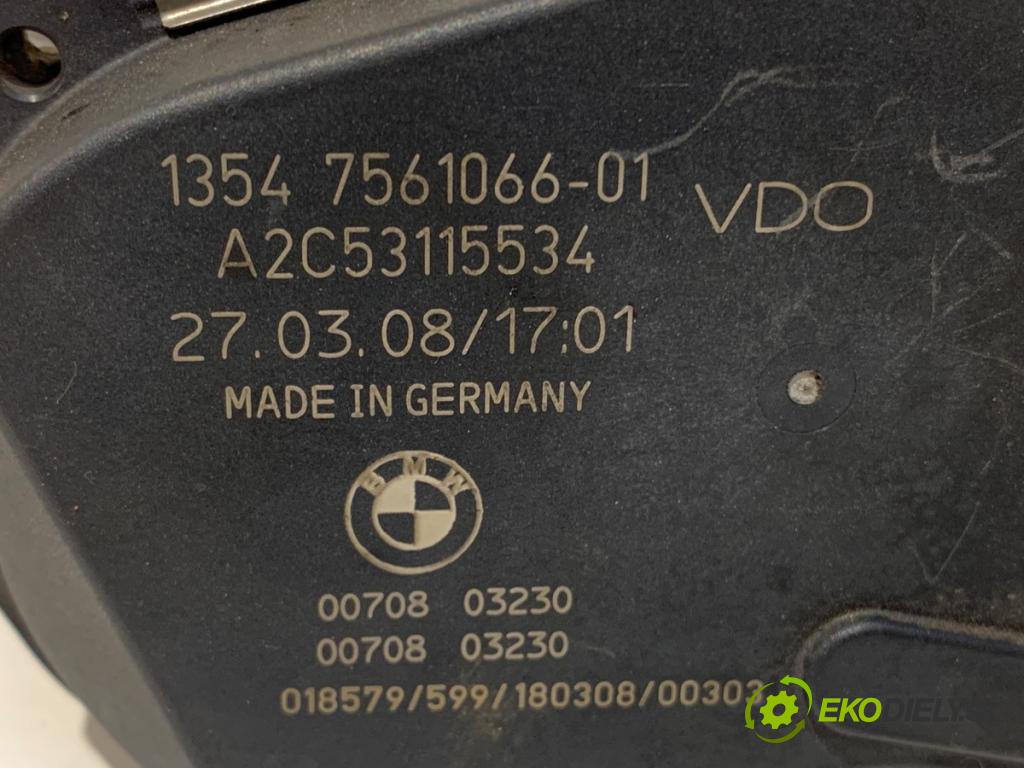 1354 7561066-01
VDO
A2C53115534
27.03.08/17:01
MADE IN GERMANY
BMW
00708 03230
00708 03230
018579/599/180308/00303
EKODIELY